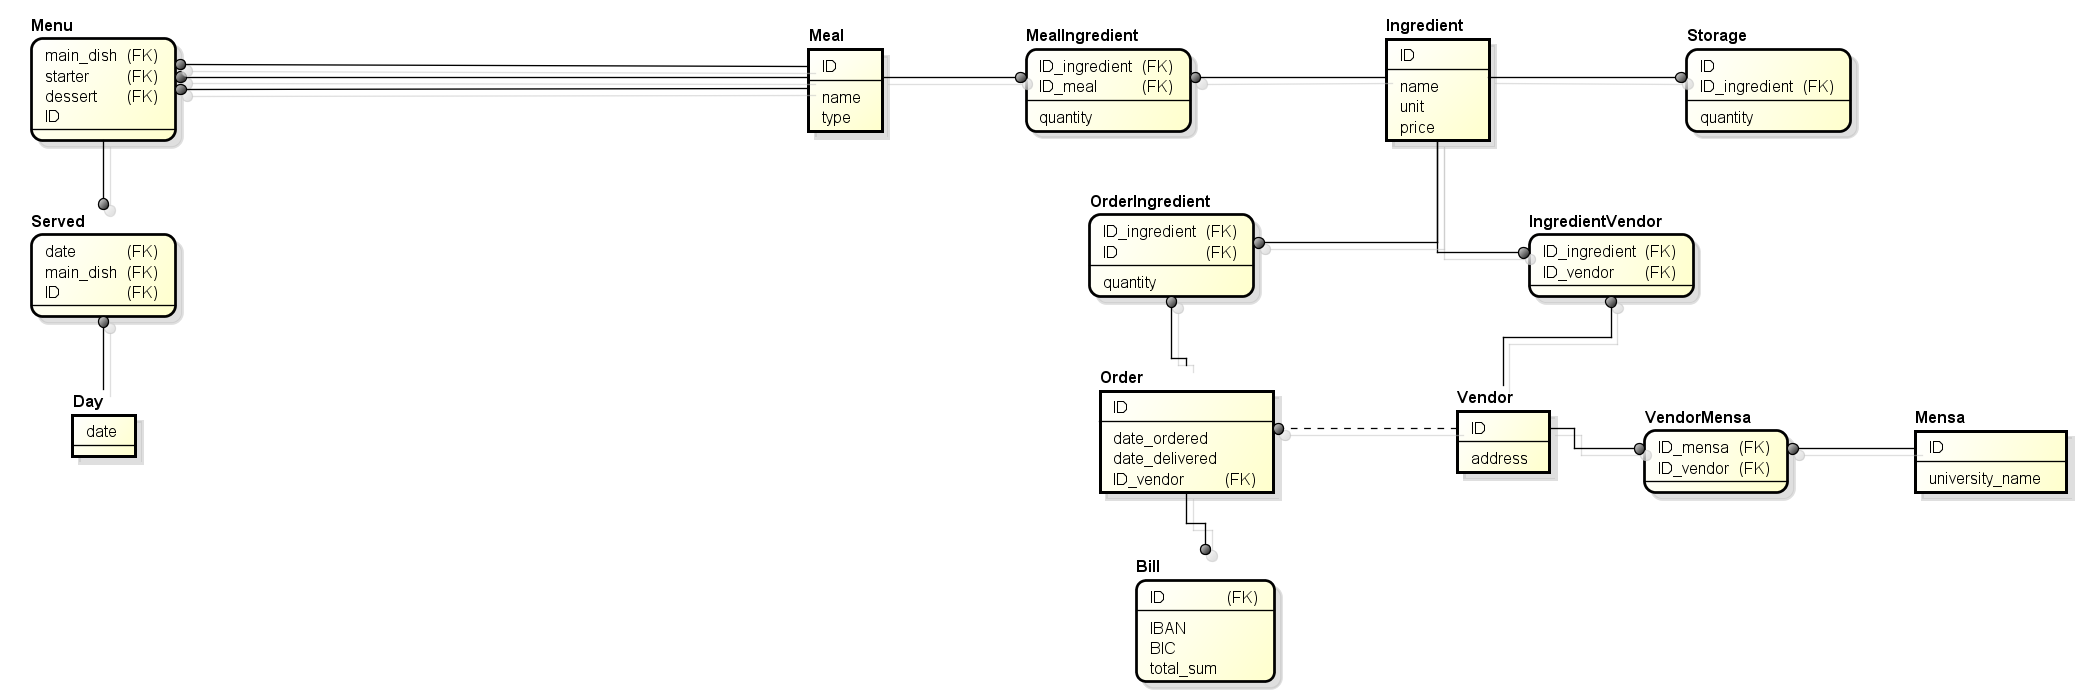 Menu
main_dish (FK)
starter (FK)
dessert (FK)
ID
Meal
ID
name
type
MealIngredient
ID_ingredient (FK)
ID_meal (FK)
quantity
Ingredient
ID
name
unit
price
Storage
ID
ID_ingredient (FK)
quantity
Served
date (FK)
main_dish (FK)
ID (FK)
OrderIngredient
ID_ingredient (FK)
ID (FK)
quantity
IngredientVendor
ID_ingredient (FK)
ID_vendor (FK)
Day
date
Order
ID
date_ordered
date_delivered
ID_vendor (FK)
Vendor
ID
address
VendorMensa
ID_mensa (FK)
ID_vendor (FK)
Mensa
ID
university_name
Bill
ID (FK)
IBAN
BIC
total_sum